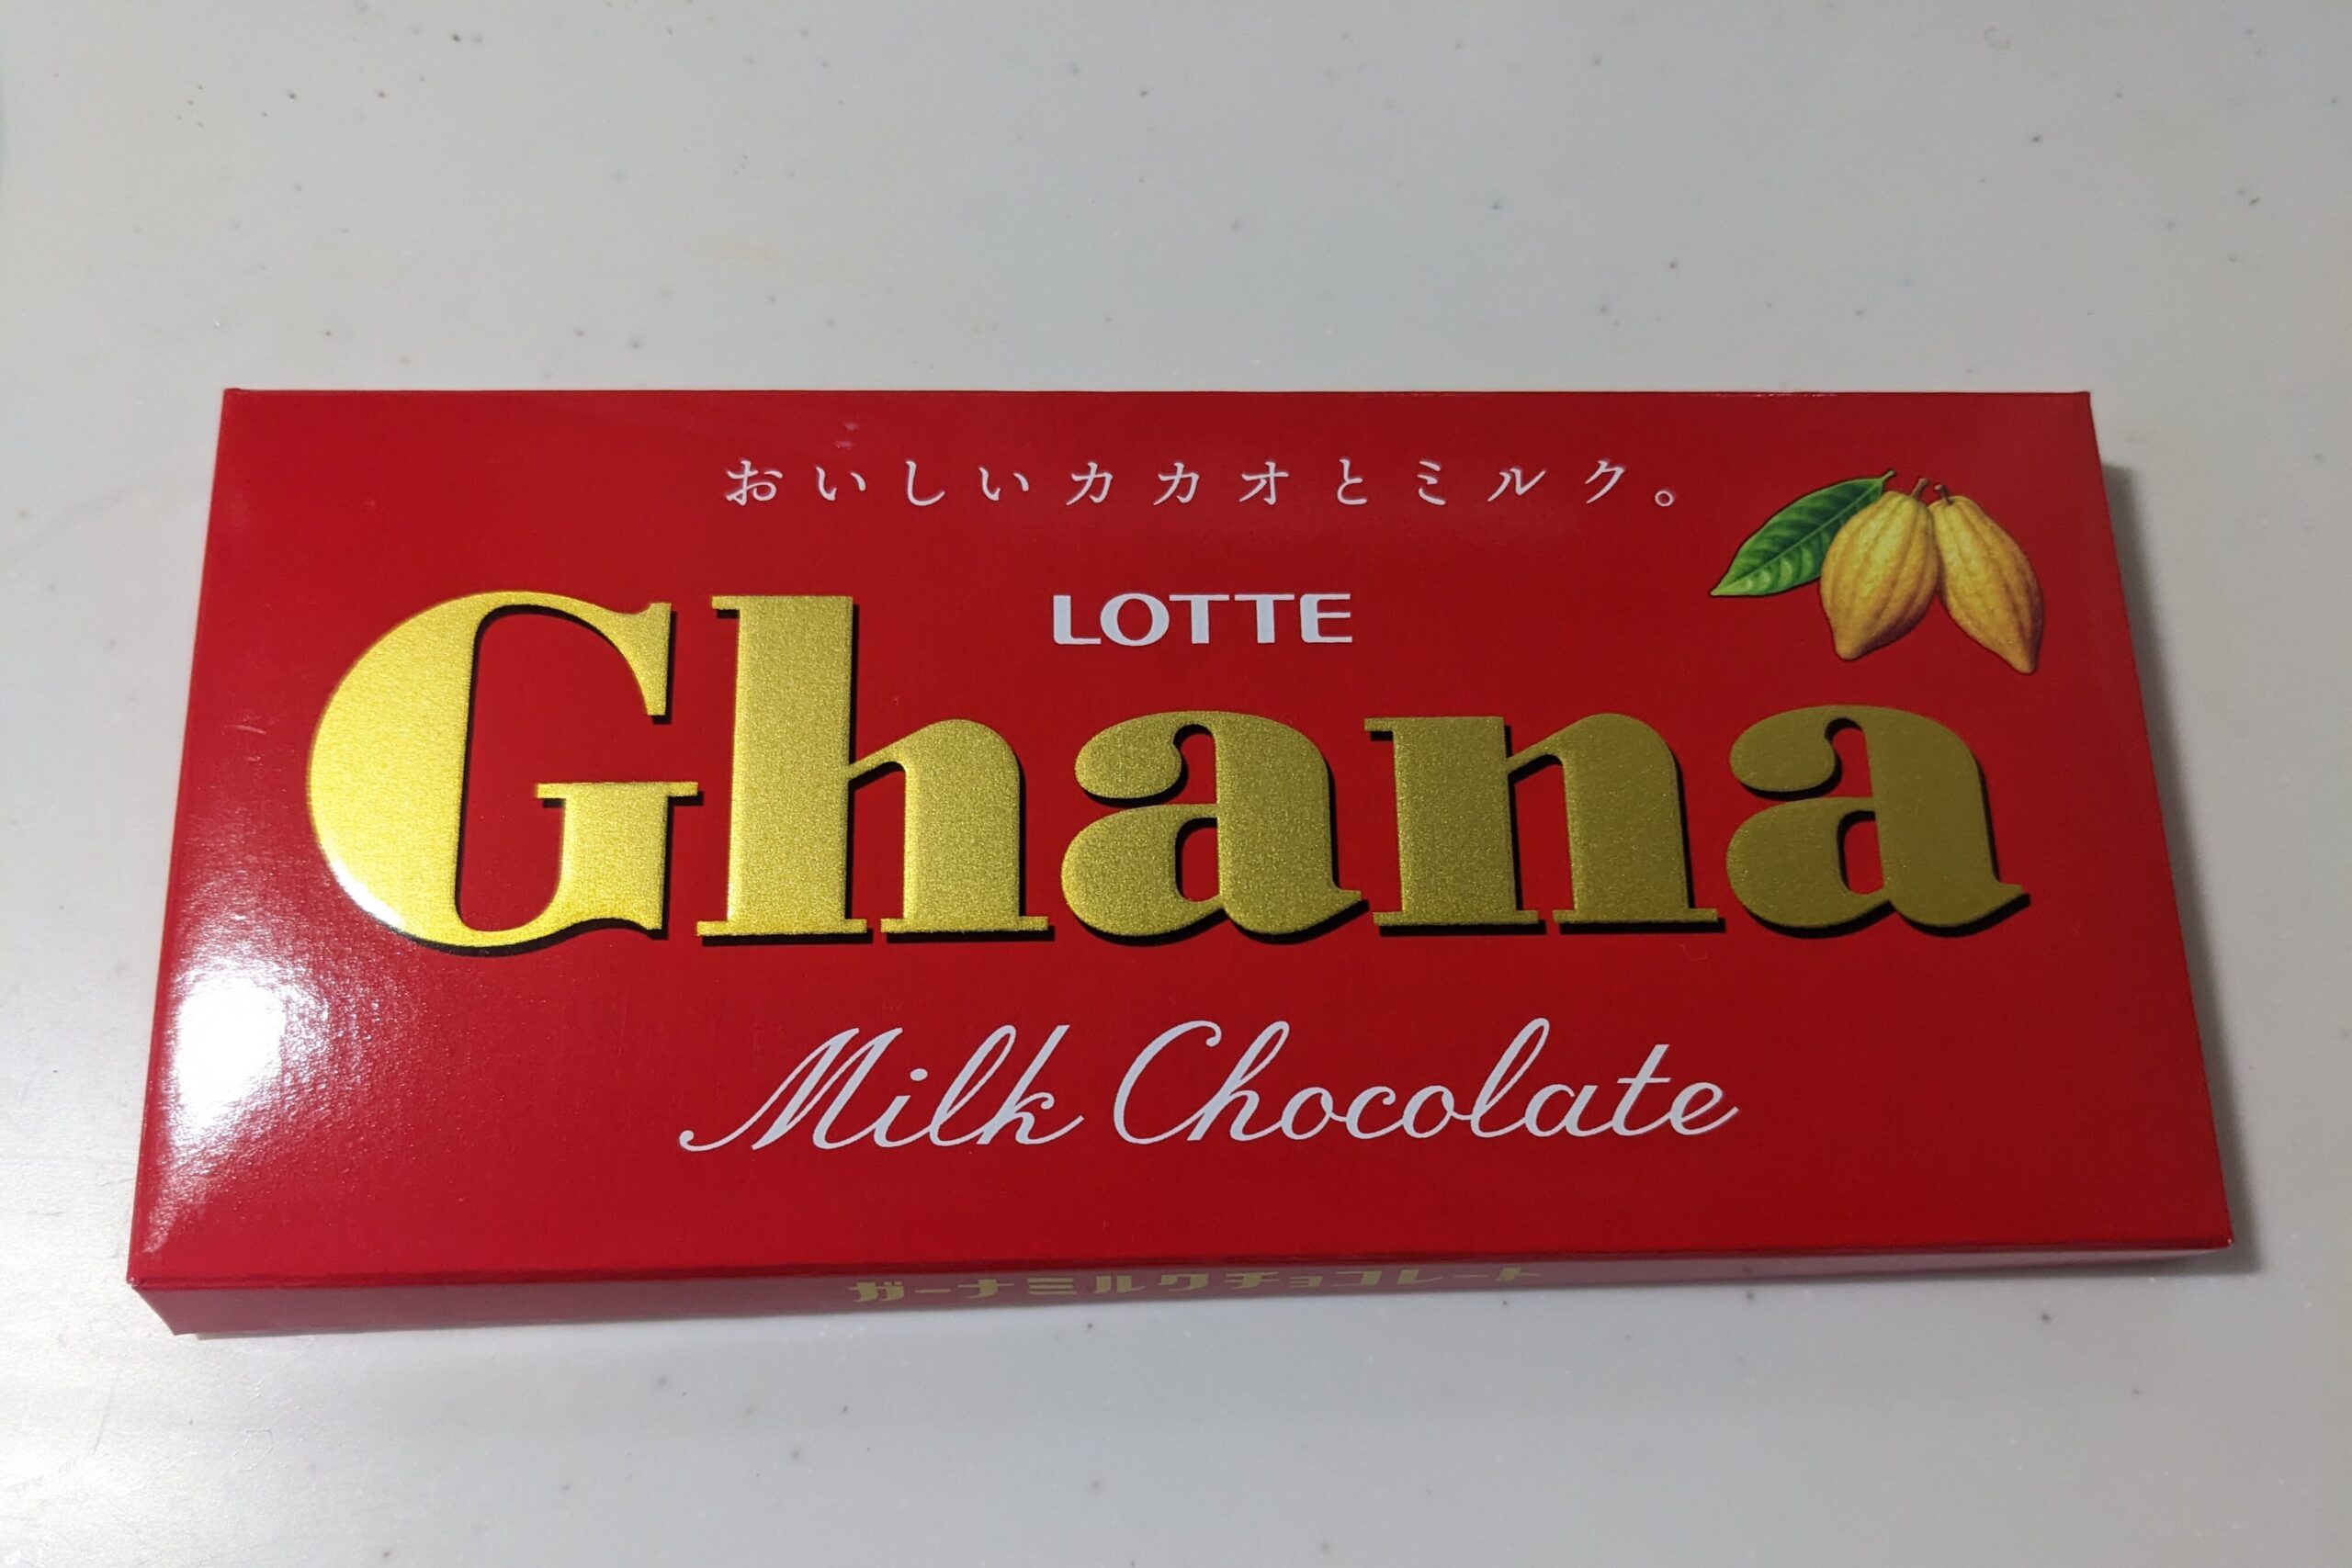 おいしいカカオとミルク。
LOTTE
Ghana
Milk Chocolate
ガーナミルクチョコレート